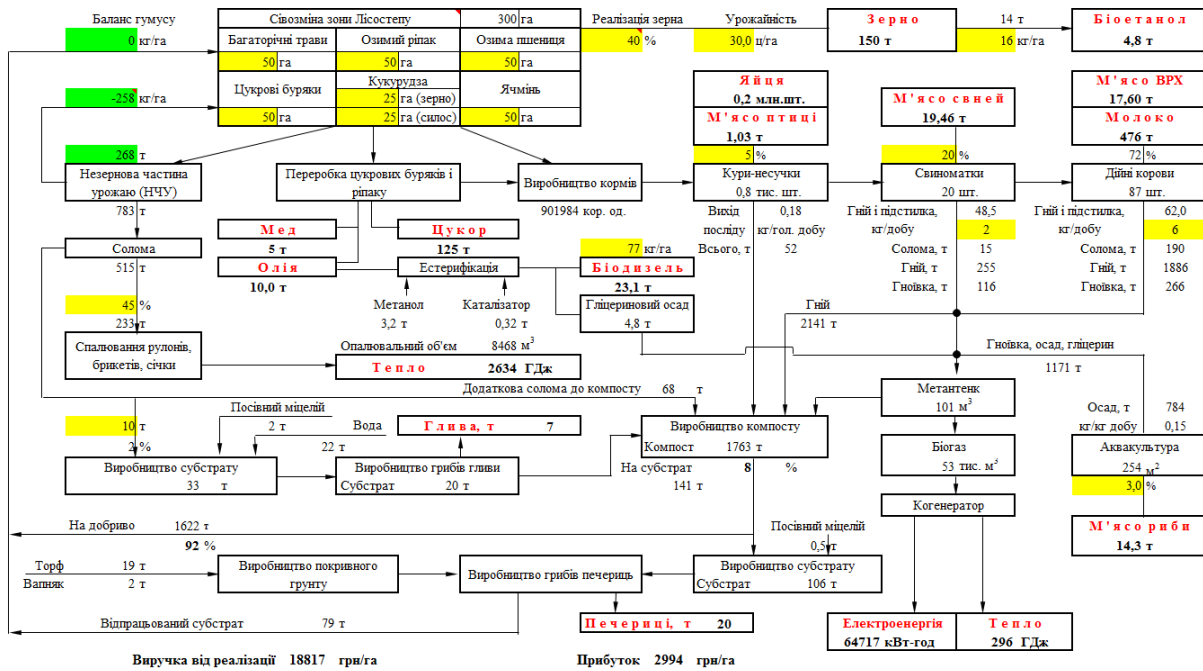 Баланс гумусу
Сівозміна зони Лісостепу 300 га
Реалізація зерна
Урожайність
Зерно
14 т
Біоетанол
0 кг/га
Багаторічні трави
Озимий ріпак
Озима пшениця
40 %
30,0 ц/га
150 т
16 кг/га
4,8 т
50 га
50 га
50 га
Цукрові буряки
Кукурудза
Ячмінь
-258 кг/га
25 га (зерно)
50 га
25 га (силос)
50 га
Яйця
0,2 млн.шт.
М'ясо птиці
1,03 т
М'ясо свней
19,46 т
М'ясо ВРХ
17,60 т
Молоко
476 т
268 т
5 %
20 %
72 %
Незернова частина
урожаю (НЧУ)
Переробка цукрових буряків і
ріпаку
Виробництво кормів
Кури-несучки
0,8 тис. шт.
Свиноматки
20 шт.
Дійні корови
87 шт.
783 т
901984 кор. од.
Вихід 0,18
посліду кг/гол. добу
Всього, т 52
Гній і підстилка, 48,5
кг/добу 2
Солома, т 15
Гній, т 255
Гноївка, т 116
Гній і підстилка, 62,0
кг/добу 6
Солома, т 190
Гній, т 1886
Гноївка, т 266
Мед
5 т
Цукор
125 т
Солома
515 т
77 кг/га
Олія
10,0 т
Естерифікація
Біодизель
23,1 т
Метанол
3,2 т
Каталізатор
0,32 т
Гліцериновий осад
4,8 т
45 %
233 т
Гній
2141 т
Спалювання рулонів,
брикетів, січки
Опалювальний об'єм 8468 м3
Тепло 2634 ГДж
Гноївка, осад, гліцерин
1171 т
Додаткова солома до компосту 68 т
Метантенк
101 м3
Осад, т 784
кг/кг добу 0,15
Посівний міцелій
2 т
Вода
22 т
10 т
2 %
Глива, т 7
Виробництво компосту
Компост 1763 т
Біогаз
53 тис. м3
Аквакультура
254 м2
3,0 %
Виробництво субстрату
33 т
Виробництво грибів гливи
Субстрат 20 т
На субстрат 8 %
141 т
Когенератор
На добриво 1622 т
92 %
Посівний міцелій
0,5 т
М'ясо риби
14,3 т
Торф 19 т
Вапняк 2 т
Виробництво покривного
грунту
Виробництво грибів печериць
Виробництво субстрату
Субстрат 106 т
Відпрацьований субстрат 79 т
Печериці, т 20
Електроенергія
64717 кВт-год
Тепло
296 ГДж
Виручка від реалізації 18817 грн/га
Прибуток 2994 грн/га